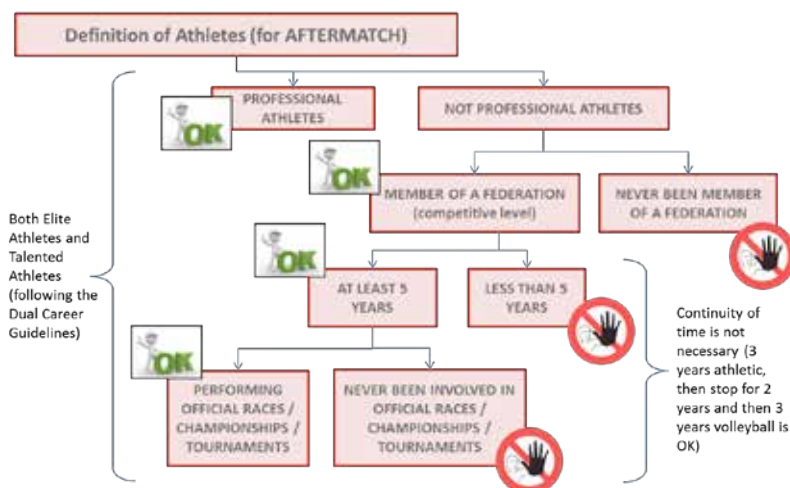 Definition of Athletes (for AFTERMATCH)
PROFESSIONAL
ATHLETES
NOT PROFESSIONAL ATHLETES
OK
OK
MEMBER OF A FEDERATION
(competitive level)
NEVER BEEN MEMBER
OF A FEDERATION
Both Elite
Athletes and
Talented
Athletes
(following the
Dual Career
Guidelines)
OK
AT LEAST 5
YEARS
LESS THAN 5
YEARS
Continuity of
time is not
necessary (3
years athletic,
then stop for 2
years and then 3
years volleyball is
OK)
OK
PERFORMING
OFFICIAL RACES /
CHAMPIONSHIPS /
TOURNAMENTS
NEVER BEEN INVOLVED IN
OFFICIAL RACES /
CHAMPIONSHIPS /
TOURNAMENTS